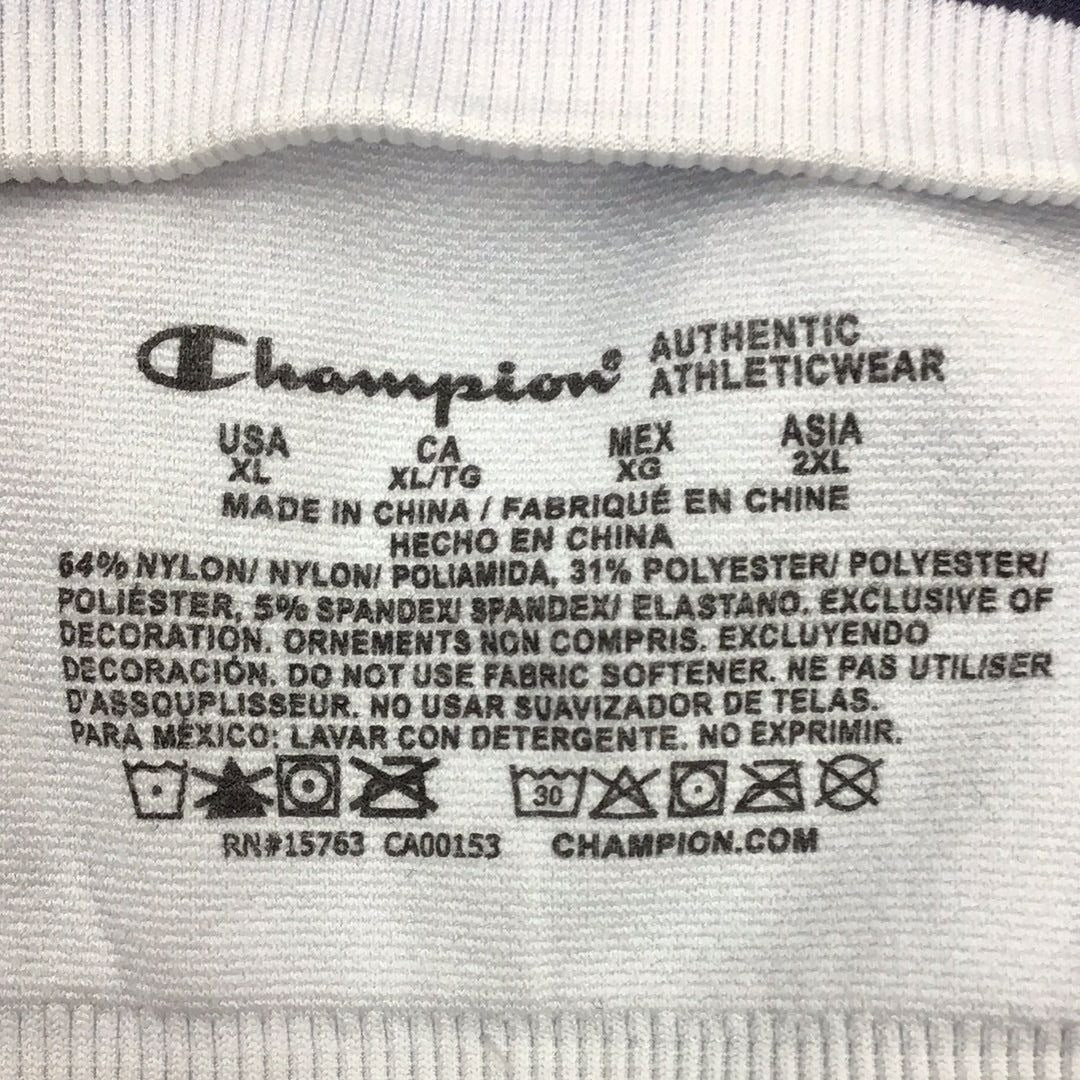 Champion® AUTHENTIC ATHLETICWEAR
USA CA MEX ASIA
XL XL/TG XG 2XL
MADE IN CHINA / FABRIQUÉ EN CHINE
HECHO EN CHINA
64% NYLON/ NYLON/ POLIAMIDA, 31% POLYESTER/ POLYESTER/
POLIÉSTER, 5% SPANDEX/ SPANDEX/ ELASTANO. EXCLUSIVE OF
DECORATION. ORNEMENTS NON COMPRIS. EXCLUYENDO
DECORACIÓN. DO NOT USE FABRIC SOFTENER. NE PAS UTILISER
D'ASSOUPLISSEUR. NO USAR SUAVIZADOR DE TELAS.
PARA MÉXICO: LAVAR CON DETERGENTE. NO EXPRIMIR.
30
RN#15763 CA00153 CHAMPION.COM